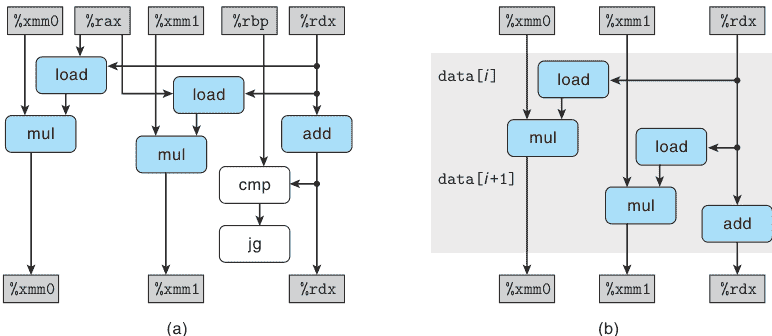 %xmm0 %rax %xmm1 %rbp %rdx
load
load
mul
add
mul
cmp
jg
%xmm0 %xmm1 %rdx
(a)
%xmm0 %xmm1 %rdx
data[i]
load
mul
load
data[i+1]
mul
add
%xmm0 %xmm1 %rdx
(b)